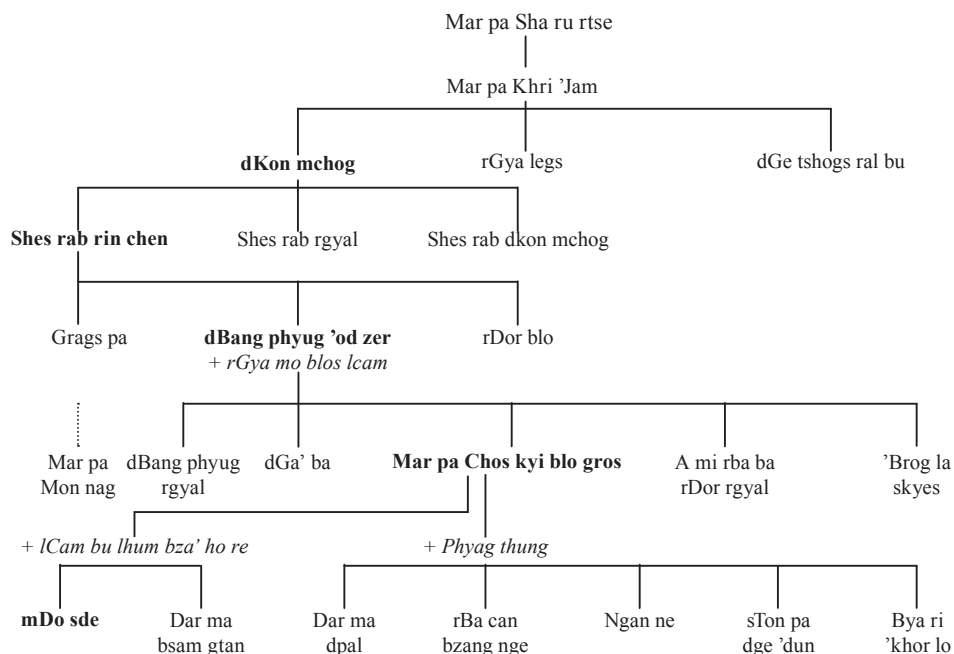 Mar pa Sha ru rtse
Mar pa Khri ’Jam
dKon mchog rGya legs dGe tshogs ral bu
Shes rab rin chen Shes rab rgyal Shes rab dkon mchog
Grags pa dBang phyug ’od zer rDor blo
+ rGya mo blos lcam
Mar pa dBang phyug dGa’ ba Mar pa Chos kyi blo gros A mi rba ba ’Brog la
Mon nag rgyal rDor rgyal skyes
+ lCam bu lhum bza’ ho re + Phyag thung
mDo sde Dar ma Dar ma rBa can Ngan ne sTon pa Bya ri
bsam gtan dpal bzang nge dge ’dun ’khor lo